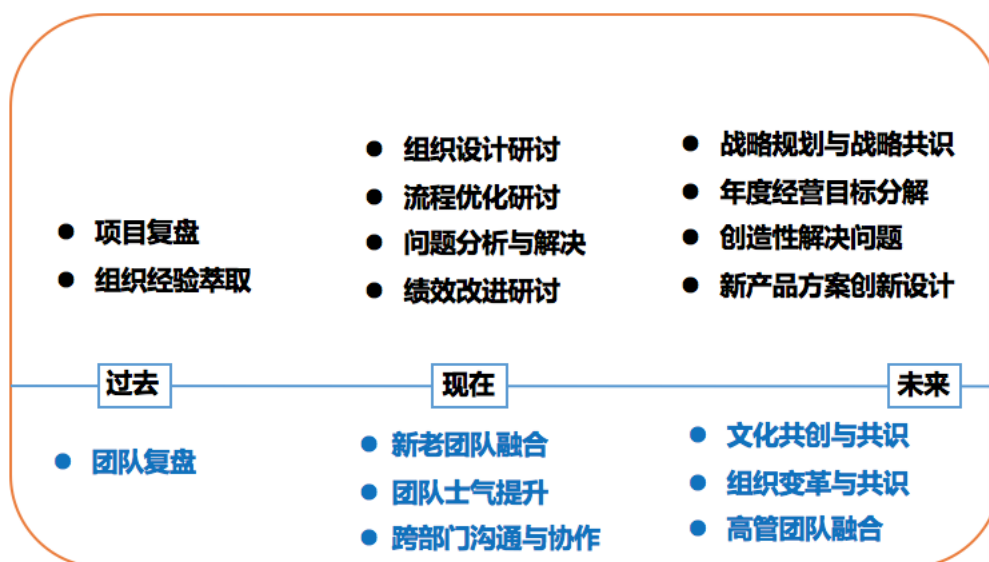 项目复盘
组织经验萃取
组织设计研讨
流程优化研讨
问题分析与解决
绩效改进研讨
战略规划与战略共识
年度经营目标分解
创造性解决问题
新产品方案创新设计
过去
现在
未来
团队复盘
新老团队融合
团队士气提升
跨部门沟通与协作
文化共创与共识
组织变革与共识
高管团队融合